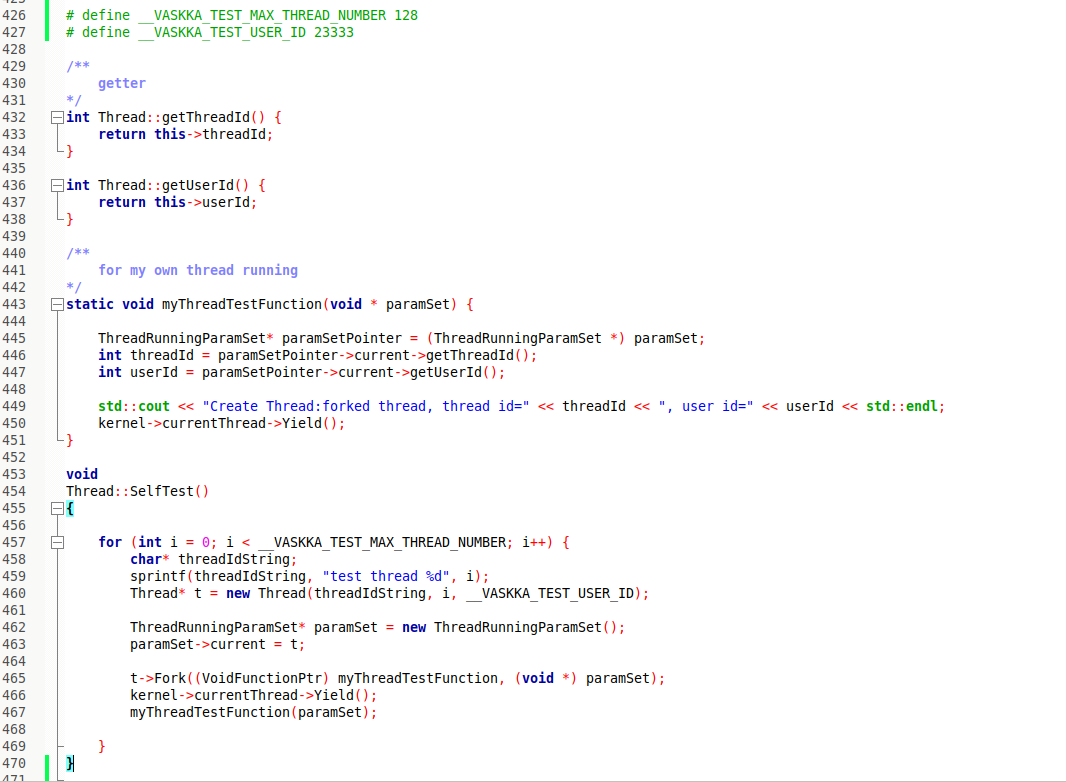 426 # define __VASKKA_TEST_MAX_THREAD_NUMBER 128
427 # define __VASKKA_TEST_USER_ID 23333
428
429 /**
430     getter
431 */
432 int Thread::getThreadId() {
433     return this->threadId;
434 }
435
436 int Thread::getUserId() {
437     return this->userId;
438 }
439
440 /**
441     for my own thread running
442 */
443 static void myThreadTestFunction(void * paramSet) {
444
445     ThreadRunningParamSet* paramSetPointer = (ThreadRunningParamSet *) paramSet;
446     int threadId = paramSetPointer->current->getThreadId();
447     int userId = paramSetPointer->current->getUserId();
448
449     std::cout << "Create Thread:forked thread, thread id=" << threadId << ", user id=" << userId << std::endl;
450     kernel->currentThread->Yield();
451 }
452
453 void
454 Thread::SelfTest()
455 {
456
457     for (int i = 0; i < __VASKKA_TEST_MAX_THREAD_NUMBER; i++) {
458         char* threadIdString;
459         sprintf(threadIdString, "test thread %d", i);
460         Thread* t = new Thread(threadIdString, i, __VASKKA_TEST_USER_ID);
461
462         ThreadRunningParamSet* paramSet = new ThreadRunningParamSet();
463         paramSet->current = t;
464
465         t->Fork((VoidFunctionPtr) myThreadTestFunction, (void *) paramSet);
466         kernel->currentThread->Yield();
467         myThreadTestFunction(paramSet);
468
469     }
470 }
471